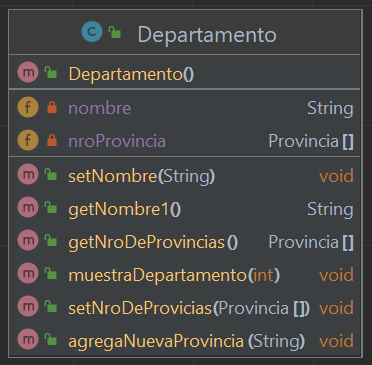 C Departamento
m Departamento()
f nombre String
f nroProvincia Provincia[]
m setNombre(String) void
m getNombre1() String
m getNroDeProvincias() Provincia[]
m muestraDepartamento(int) void
m setNroDeProvicias(Provincia[]) void
m agregaNuevaProvincia(String) void